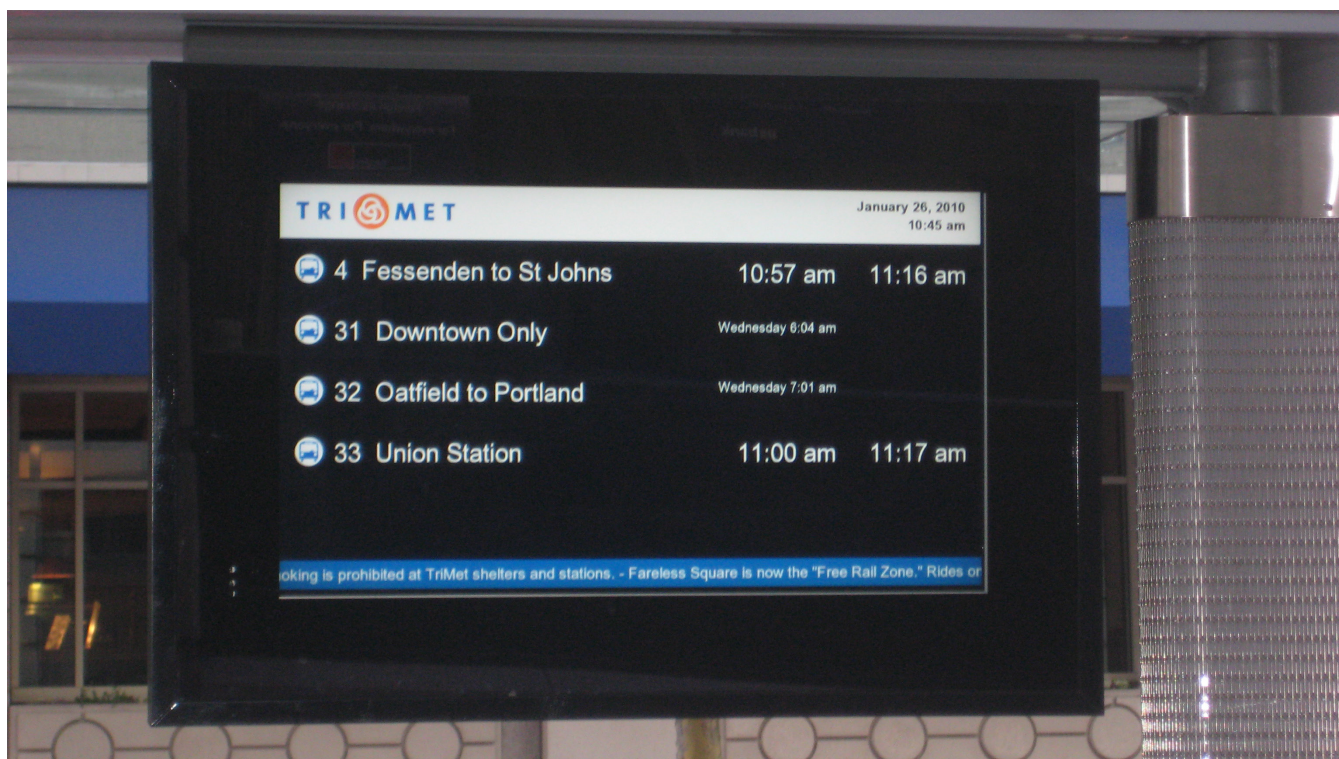 TRI MET
January 26, 2010
10:45 am
4 Fessenden to St Johns 10:57 am 11:16 am
31 Downtown Only Wednesday 6:04 am
32 Oatfield to Portland Wednesday 7:01 am
33 Union Station 11:00 am 11:17 am
oking is prohibited at TriMet shelters and stations. - Fareless Square is now the "Free Rail Zone." Rides or